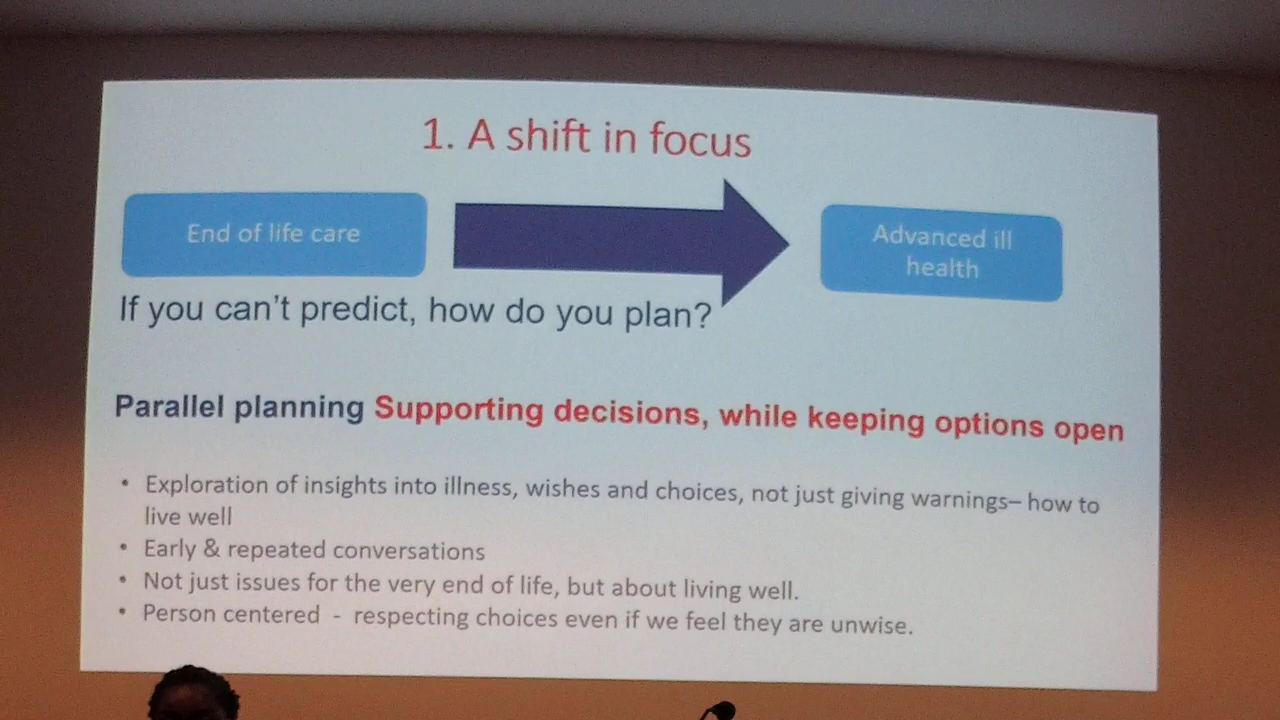 1. A shift in focus
End of life care
Advanced ill
health
If you can't predict, how do you plan?
Parallel planning Supporting decisions, while keeping options open
• Exploration of insights into illness, wishes and choices, not just giving warnings– how to
live well
• Early & repeated conversations
• Not just issues for the very end of life, but about living well.
• Person centered - respecting choices even if we feel they are unwise.